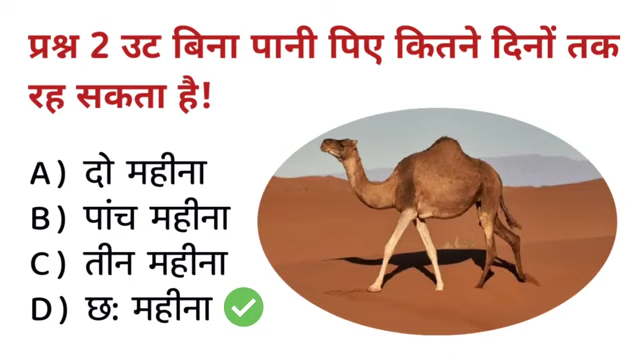 प्रश्न 2 उट बिना पानी पिए कितने दिनों तक
रह सकता है!
A) दो महीना
B) पांच महीना
C) तीन महीना
D) छः महीना